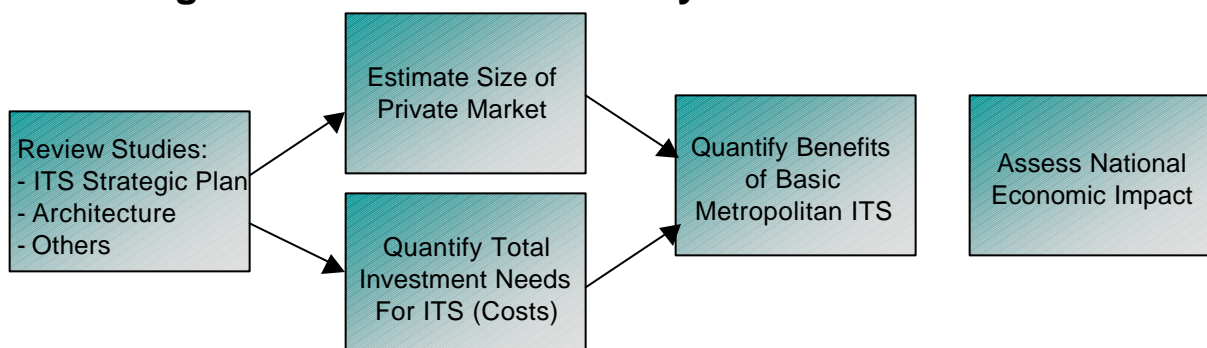 Review Studies:
- ITS Strategic Plan
- Architecture
- Others
Estimate Size of
Private Market
Quantify Total
Investment Needs
For ITS (Costs)
Quantify Benefits
of Basic
Metropolitan ITS
Assess National
Economic Impact